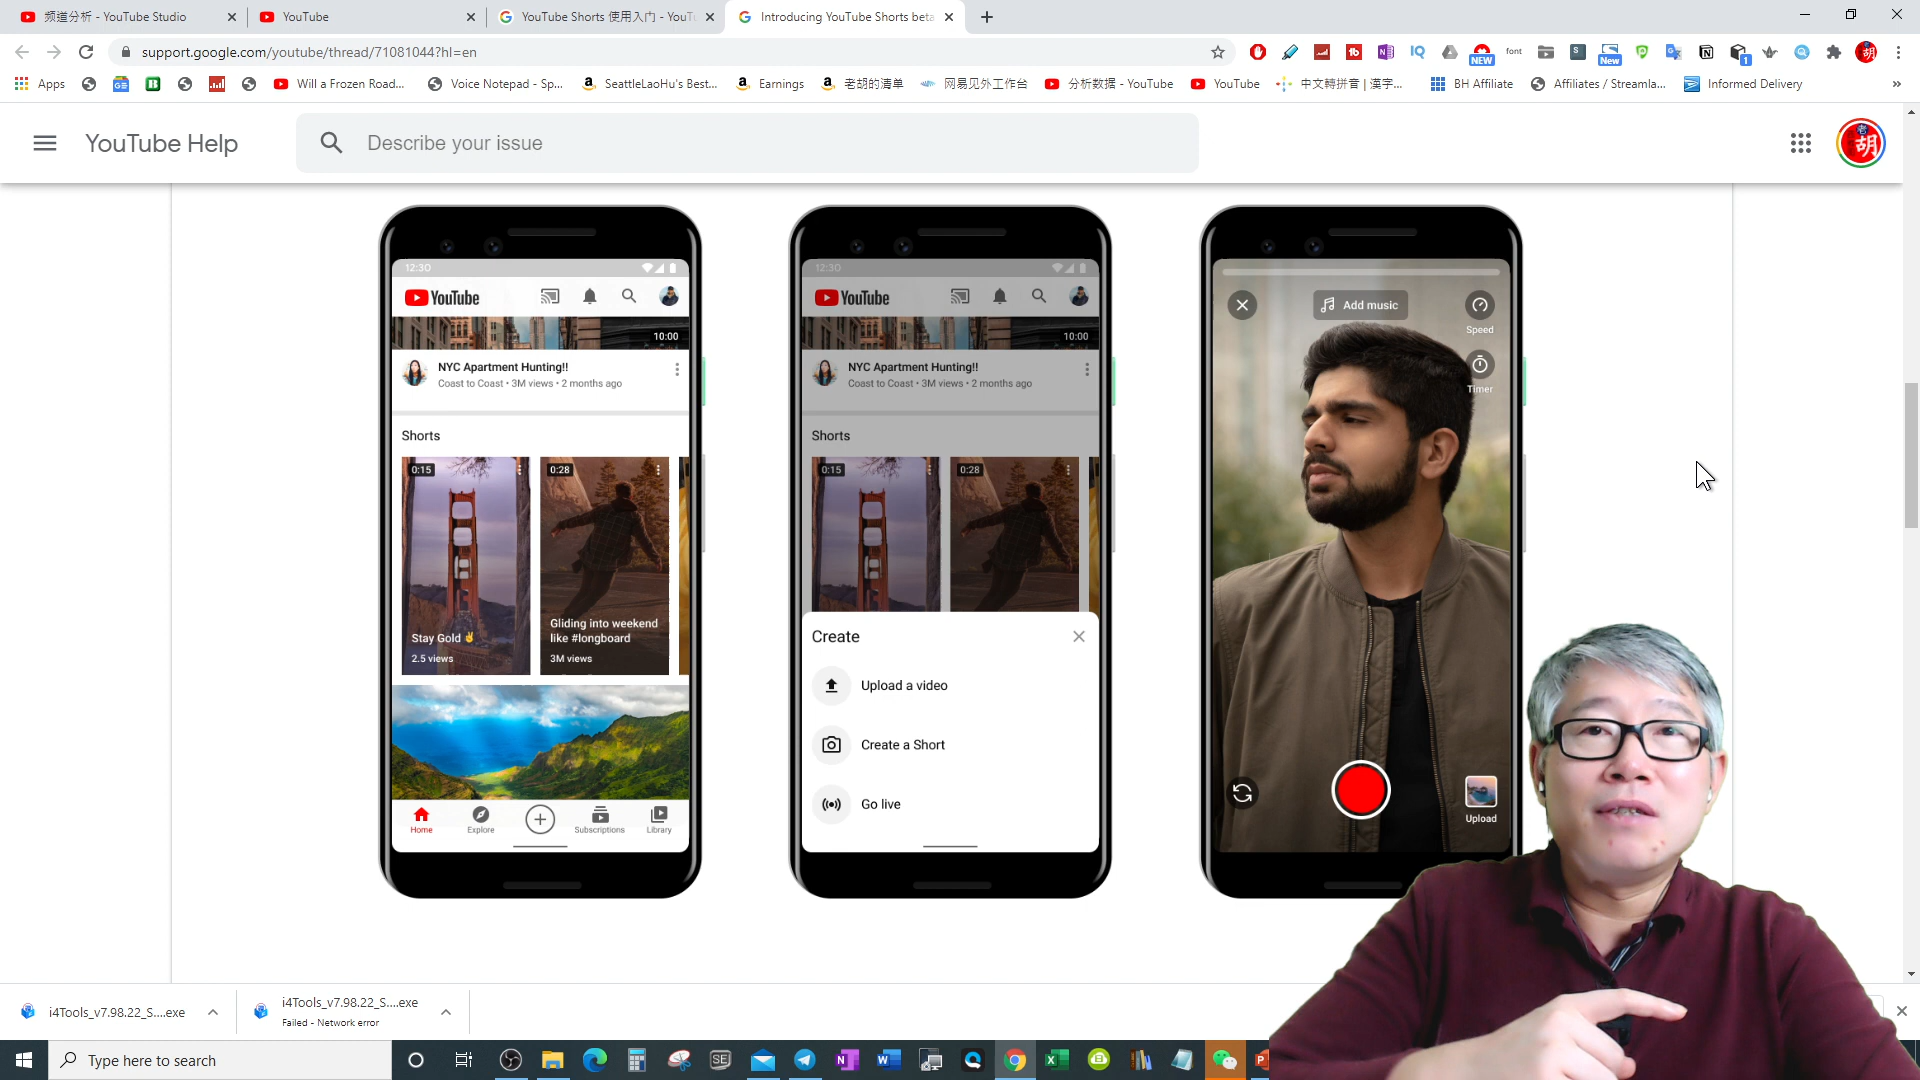 频道分析 - YouTube Studio
YouTube
YouTube Shorts 使用入门 - YouTu
Introducing YouTube Shorts beta
support.google.com/youtube/thread/71081044?hl=en
font
NEW
New
1
Apps
Will a Frozen Road...
Voice Notepad - Sp...
SeattleLaoHu's Best...
Earnings
老胡的清单
网易见外工作台
分析数据 - YouTube
YouTube
中文轉拼音 | 漢字...
BH Affiliate
Affiliates / Streamla...
Informed Delivery
YouTube Help
Describe your issue
胡
12:30
YouTube
10:00
NYC Apartment Hunting!!
Coast to Coast • 3M views • 2 months ago
Shorts
0:15
0:28
Stay Gold ✌
2.5 views
Gliding into weekend
like #longboard
3M views
Home
Explore
Subscriptions
Library
12:30
YouTube
10:00
NYC Apartment Hunting!!
Coast to Coast • 3M views • 2 months ago
Shorts
0:15
0:28
Create
Upload a video
Create a Short
Go live
Add music
Speed
Timer
Upload
i4Tools_v7.98.22_S....exe
i4Tools_v7.98.22_S....exe
Failed - Network error
Type here to search